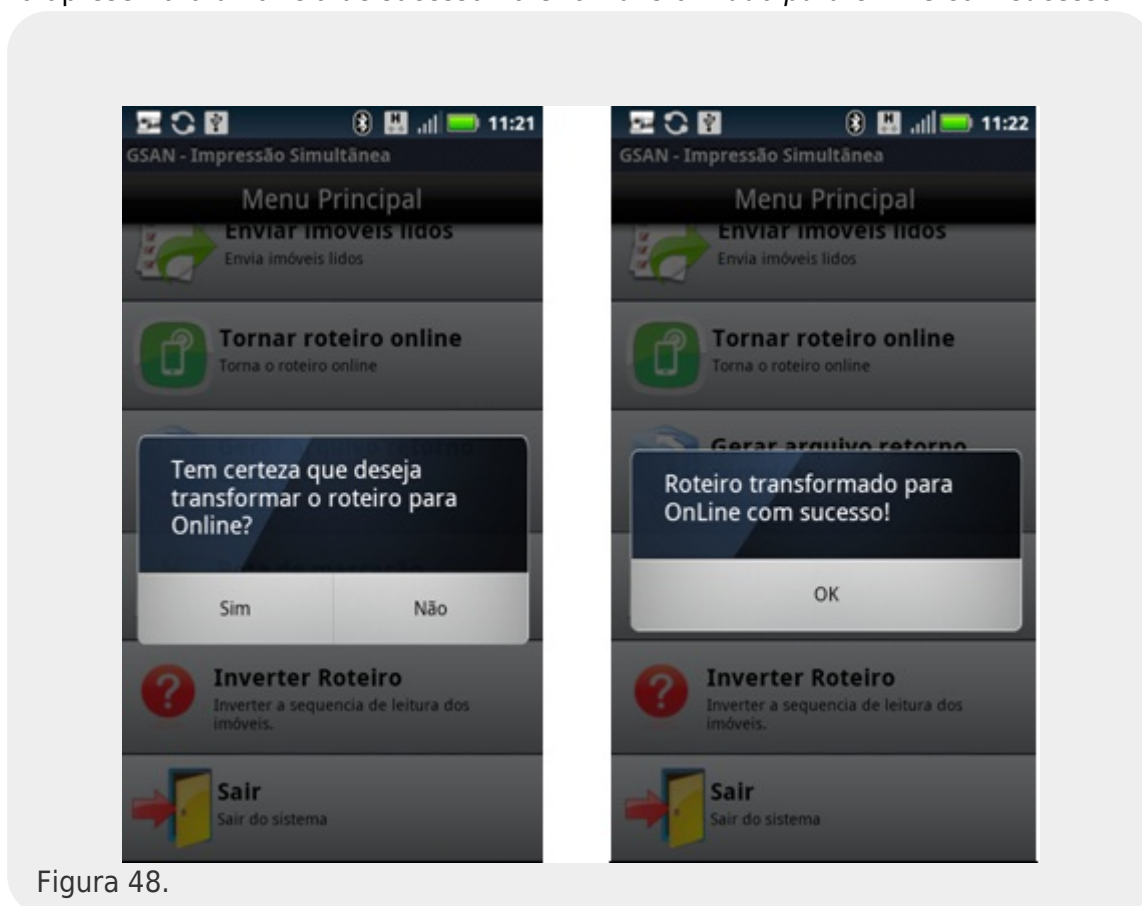 11:21
GSAN - Impressão Simultânea
Menu Principal
Enviar imóveis lidos
Envia imóveis lidos
Tornar roteiro online
Torna o roteiro online
Tem certeza que deseja
transformar o roteiro para
Online?
Sim Não
Inverter Roteiro
Inverter a sequencia de leitura dos
imóveis.
Sair
Sair do sistema
11:22
GSAN - Impressão Simultânea
Menu Principal
Enviar imóveis lidos
Envia imóveis lidos
Tornar roteiro online
Torna o roteiro online
Gerar arquivo retorno
Roteiro transformado para
OnLine com sucesso!
OK
Inverter Roteiro
Inverter a sequencia de leitura dos
imóveis.
Sair
Sair do sistema
Figura 48.